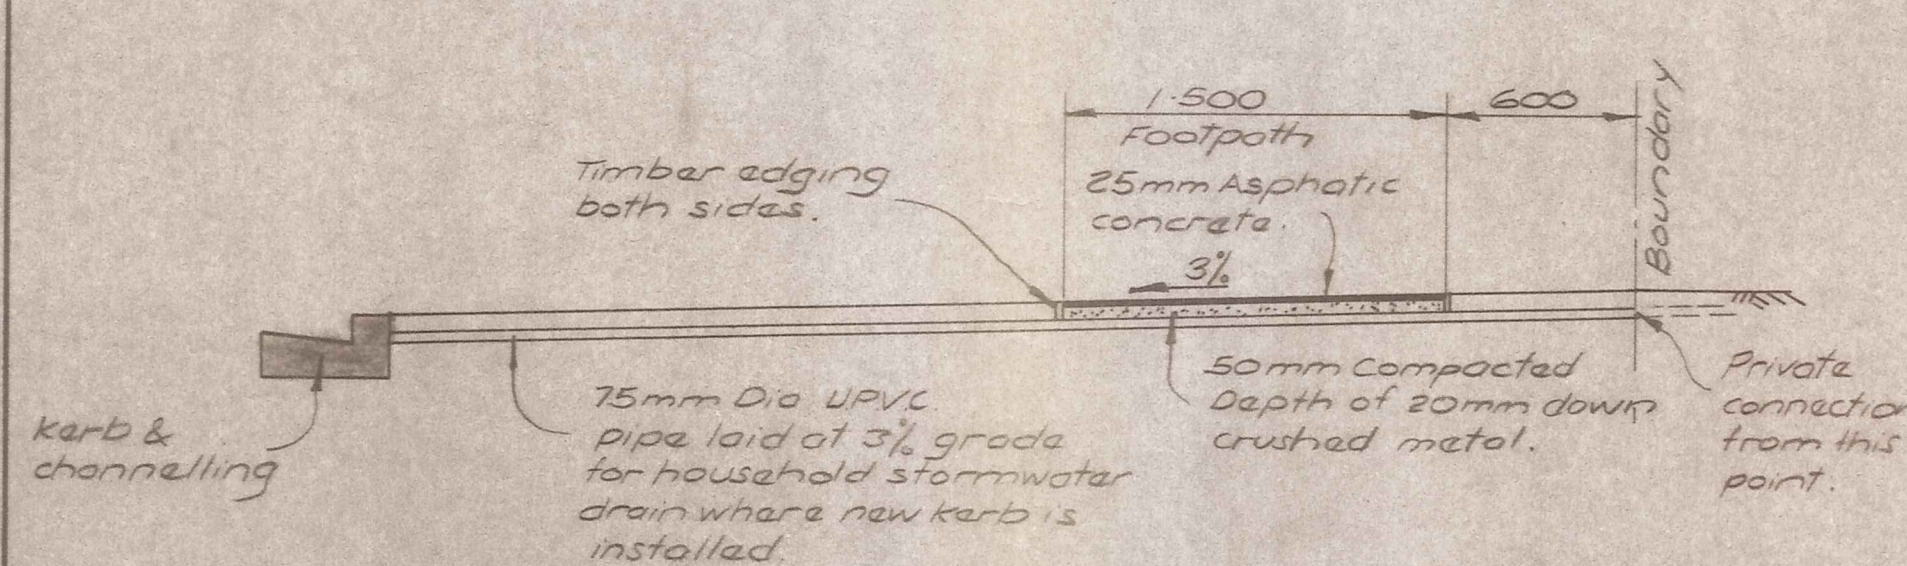 1.500
600
Boundary
Footpath
Timber edging
both sides.
25mm Asphatic
concrete.
3%
kerb &
channelling
75mm Dia UPVC
pipe laid at 3% grade
for household stormwater
drain where new kerb is
installed.
50mm Compacted
Depth of 20mm down
crushed metal.
Private
connection
from this
point.